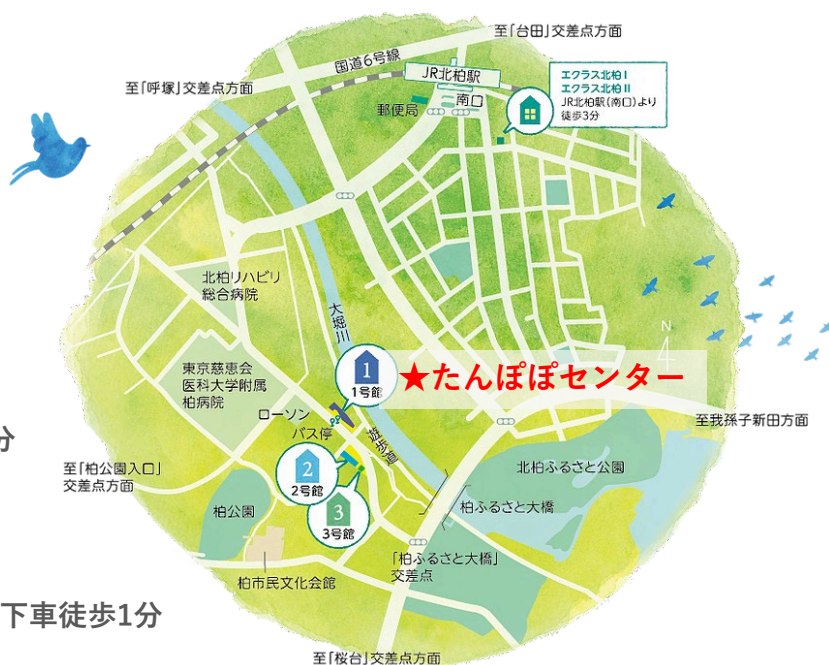 至「台田」交差点方面
国道6号線
JR北柏駅
エクラス北柏Ⅰ
エクラス北柏Ⅱ
JR北柏駅(南口)より
徒歩3分
至「呼塚」交差点方面
南口
郵便局
北柏リハビリ
総合病院
大堀川
N
東京慈恵会
医科大学附属
柏病院
1
1号館
★たんぽぽセンター
ローソン
バス停
遊歩道
至我孫子新田方面
分
至「柏公園入口」
交差点方面
2
2号館
北柏ふるさと公園
柏公園
3
3号館
柏ふるさと大橋
「柏ふるさと大橋」
交差点
柏市民文化会館
下車徒歩1分
至「桜台」交差点方面